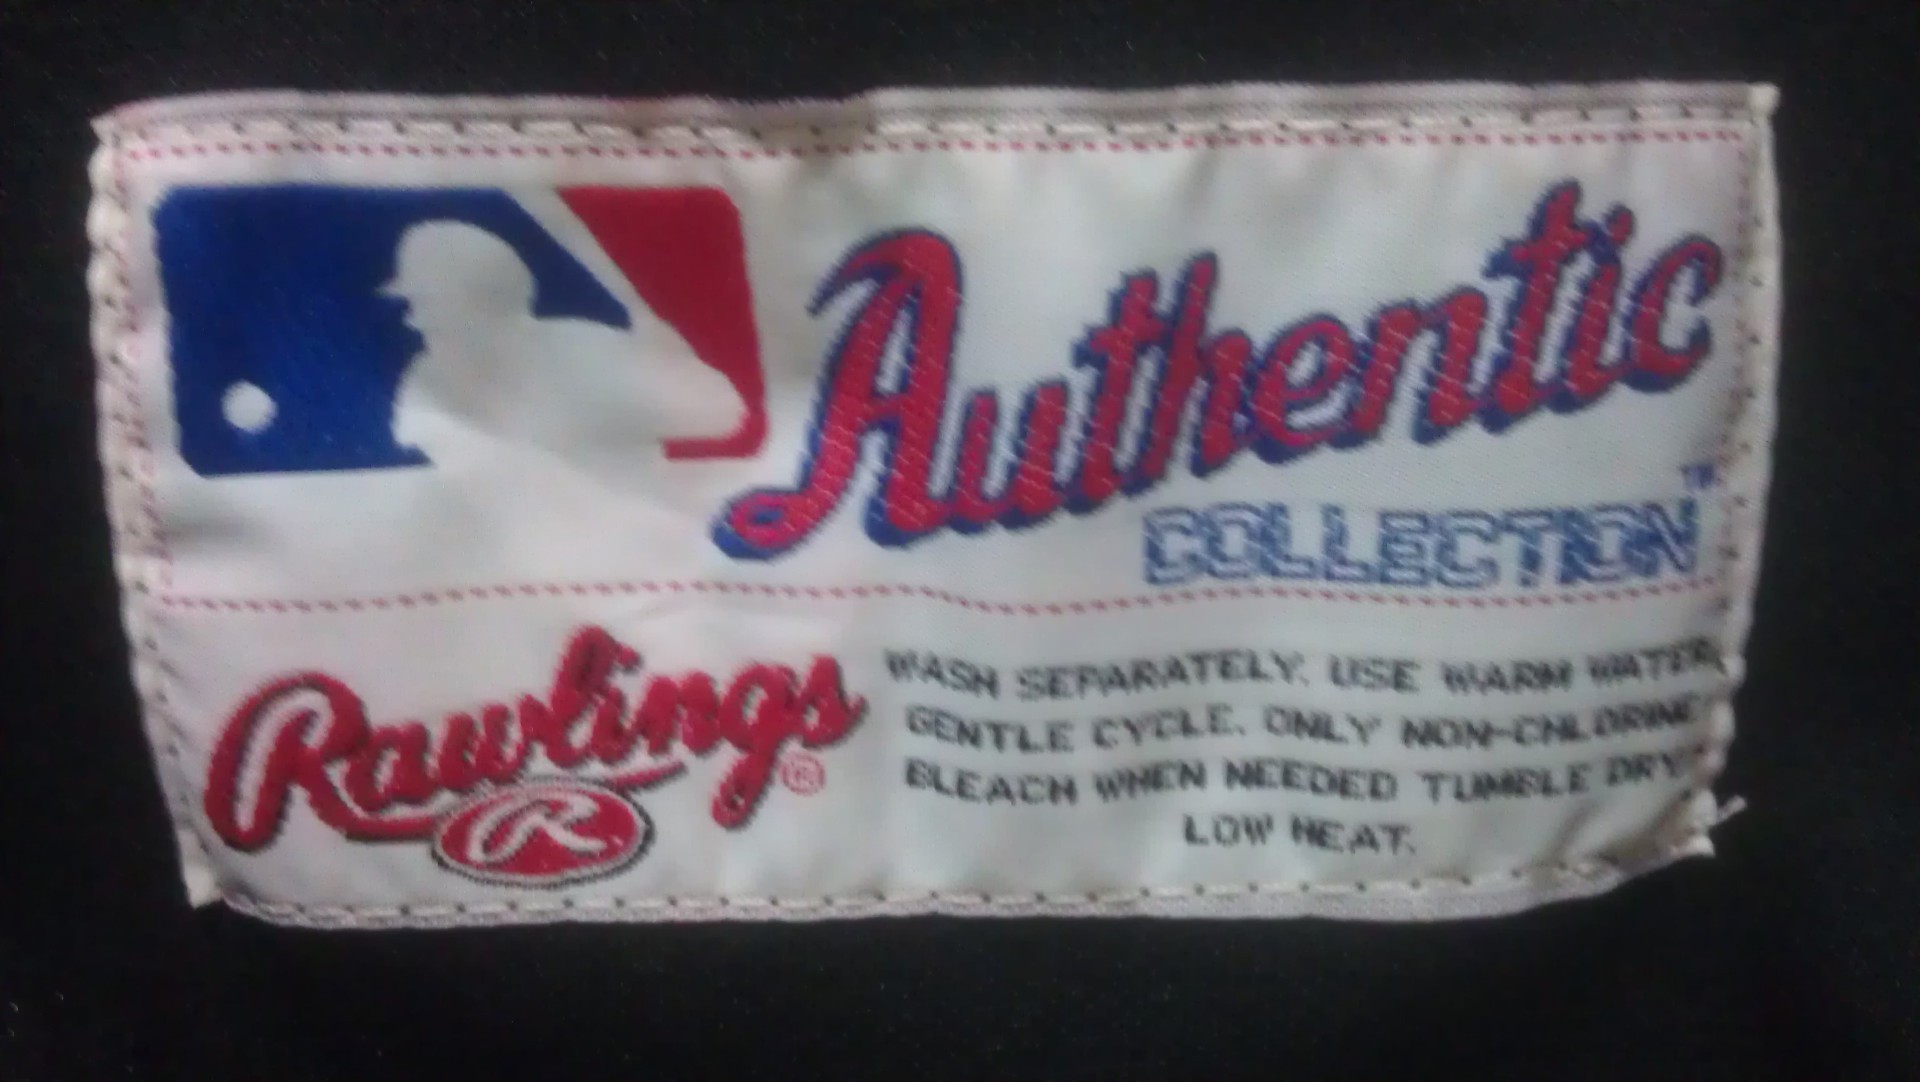 Authentic
COLLECTION™
Rawlings®
R
WASH SEPARATELY. USE WARM WATER
GENTLE CYCLE. ONLY NON-CHLORINE
BLEACH WHEN NEEDED TUMBLE DRY
LOW HEAT.